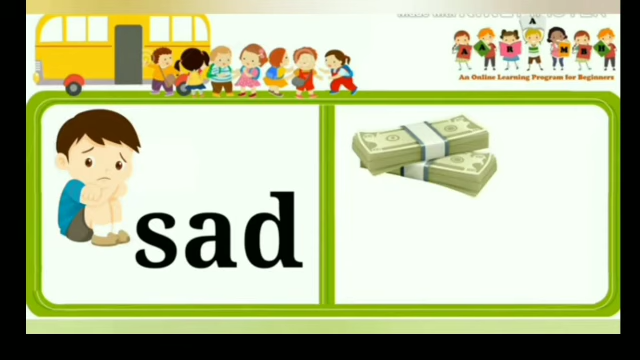 A
A A R A M B H
An Online Learning Program for Beginners
sad